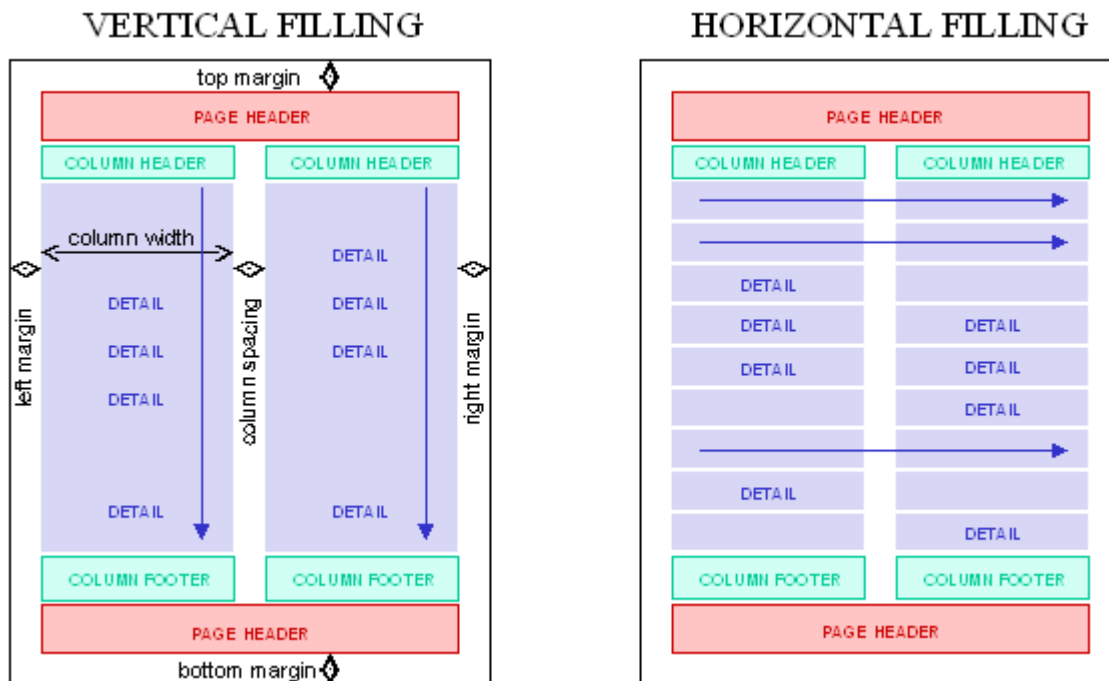 VERTICAL FILLING
top margin
PAGE HEADER
COLUMN HEADER
COLUMN HEADER
column width
DETAIL
DETAIL
DETAIL
DETAIL
DETAIL
DETAIL
DETAIL
DETAIL
left margin
column spacing
right margin
COLUMN FOOTER
COLUMN FOOTER
PAGE HEADER
bottom margin
HORIZONTAL FILLING
PAGE HEADER
COLUMN HEADER
COLUMN HEADER
DETAIL
DETAIL
DETAIL
DETAIL
DETAIL
DETAIL
DETAIL
DETAIL
COLUMN FOOTER
COLUMN FOOTER
PAGE HEADER